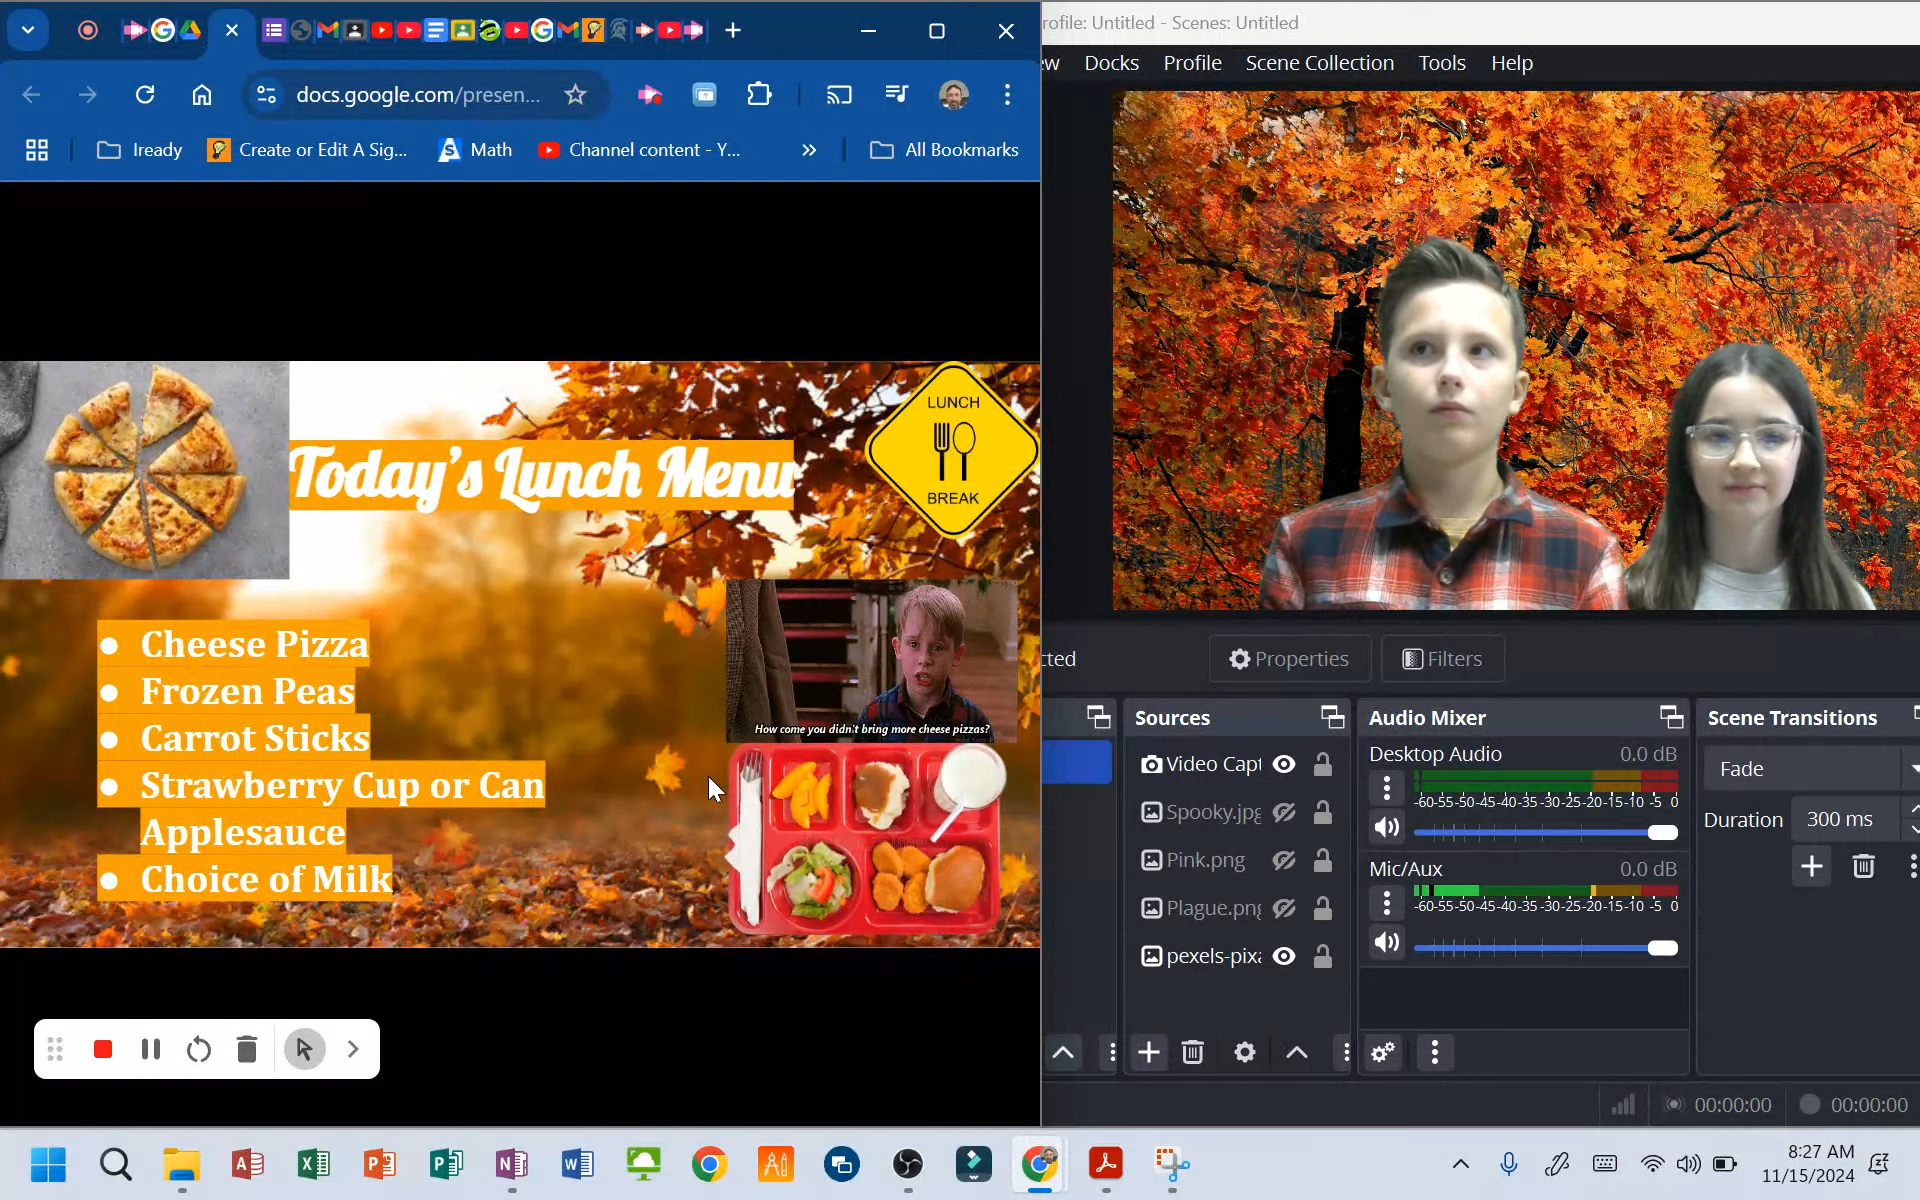 rofile: Untitled - Scenes: Untitled
ew Docks Profile Scene Collection Tools Help
docs.google.com/presen...
Iready
Create or Edit A Sig...
Math
Channel content - Y...
All Bookmarks
Today's Lunch Menu
LUNCH
BREAK
● Cheese Pizza
● Frozen Peas
● Carrot Sticks
● Strawberry Cup or Can
Applesauce
● Choice of Milk
How come you didn't bring more cheese pizzas?
cted
Properties
Filters
Sources
Video Capt
Spooky.jpg
Pink.png
Plague.png
pexels-pixa
Audio Mixer
Desktop Audio 0.0 dB
-60 -55 -50 -45 -40 -35 -30 -25 -20 -15 -10 -5 0
Mic/Aux 0.0 dB
-60 -55 -50 -45 -40 -35 -30 -25 -20 -15 -10 -5 0
Scene Transitions
Fade
Duration 300 ms
00:00:00
00:00:00
8:27 AM
11/15/2024